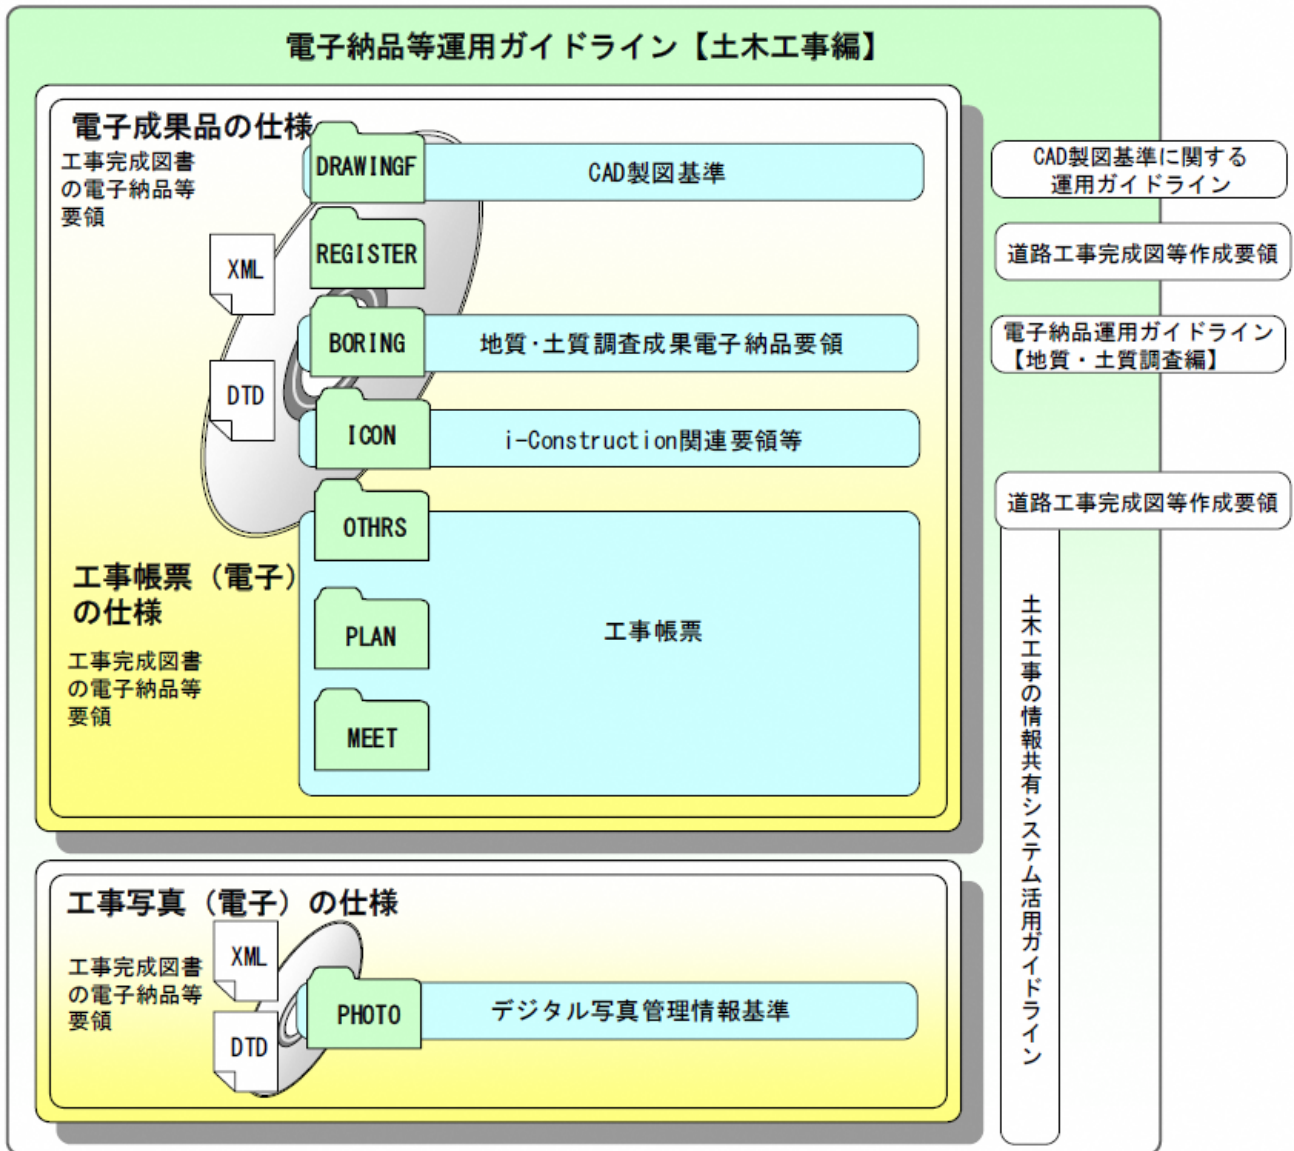 電子納品等運用ガイドライン【土木工事編】
電子成果品の仕様
工事完成図書
の電子納品等
要領
DRAWINGF
CAD製図基準
CAD製図基準に関する
運用ガイドライン
REGISTER
道路工事完成図等作成要領
XML
BORING
地質・土質調査成果電子納品要領
電子納品運用ガイドライン
【地質・土質調査編】
DTD
ICON
i-Construction関連要領等
OTHRS
道路工事完成図等作成要領
工事帳票（電子）
の仕様
工事完成図書
の電子納品等
要領
PLAN
工事帳票
MEET
土木工事の情報共有システム活用ガイドライン
工事写真（電子）の仕様
工事完成図書
の電子納品等
要領
XML
DTD
PHOTO
デジタル写真管理情報基準